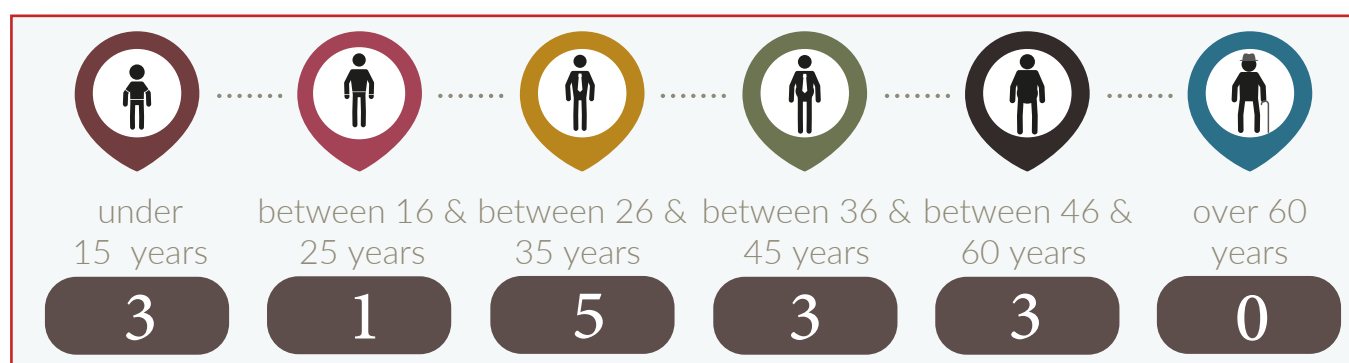 under
15 years
3
between 16 &
25 years
1
between 26 &
35 years
5
between 36 &
45 years
3
between 46 &
60 years
3
over 60
years
0